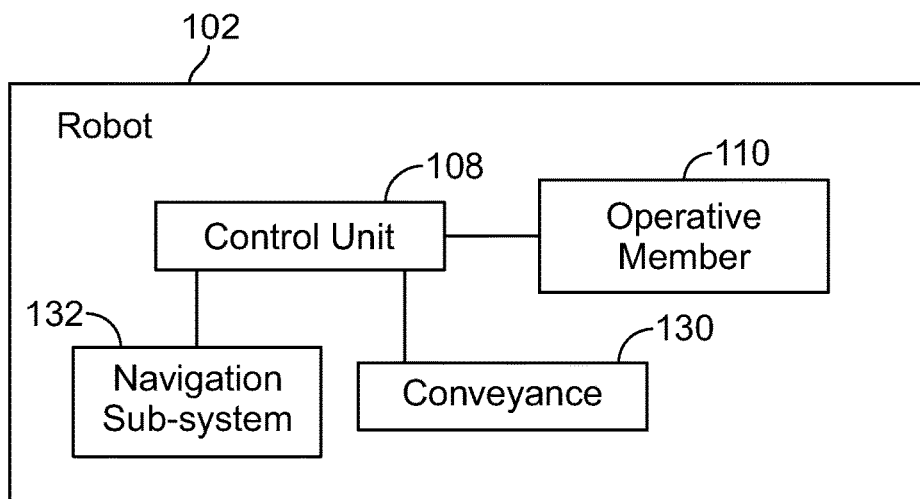 102
Robot
108
110
Control Unit
Operative
Member
132
130
Navigation
Sub-system
Conveyance